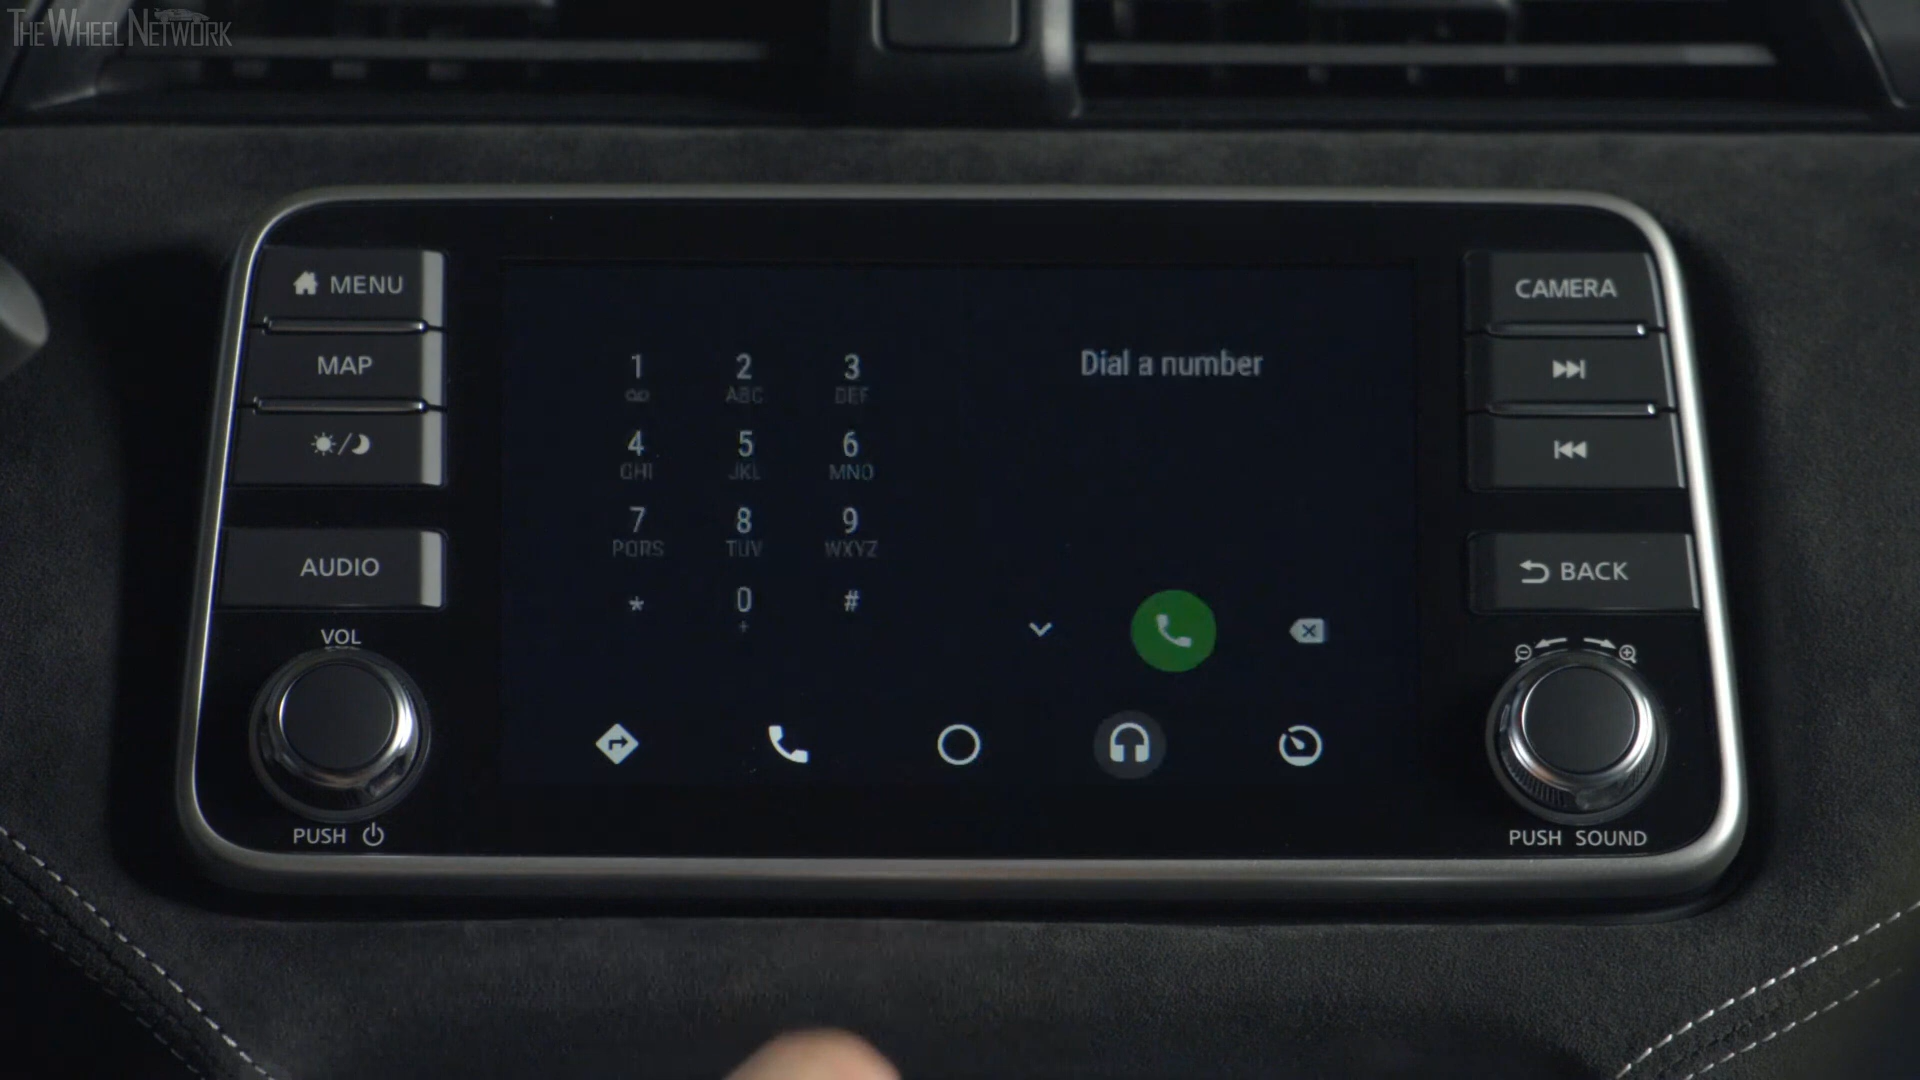 THE WHEEL NETWORK
MENU
MAP
AUDIO
VOL
PUSH
1
2 ABC
3 DEF
4 GHI
5 JKL
6 MNO
7 PQRS
8 TUV
9 WXYZ
*
0 +
#
Dial a number
CAMERA
BACK
PUSH SOUND